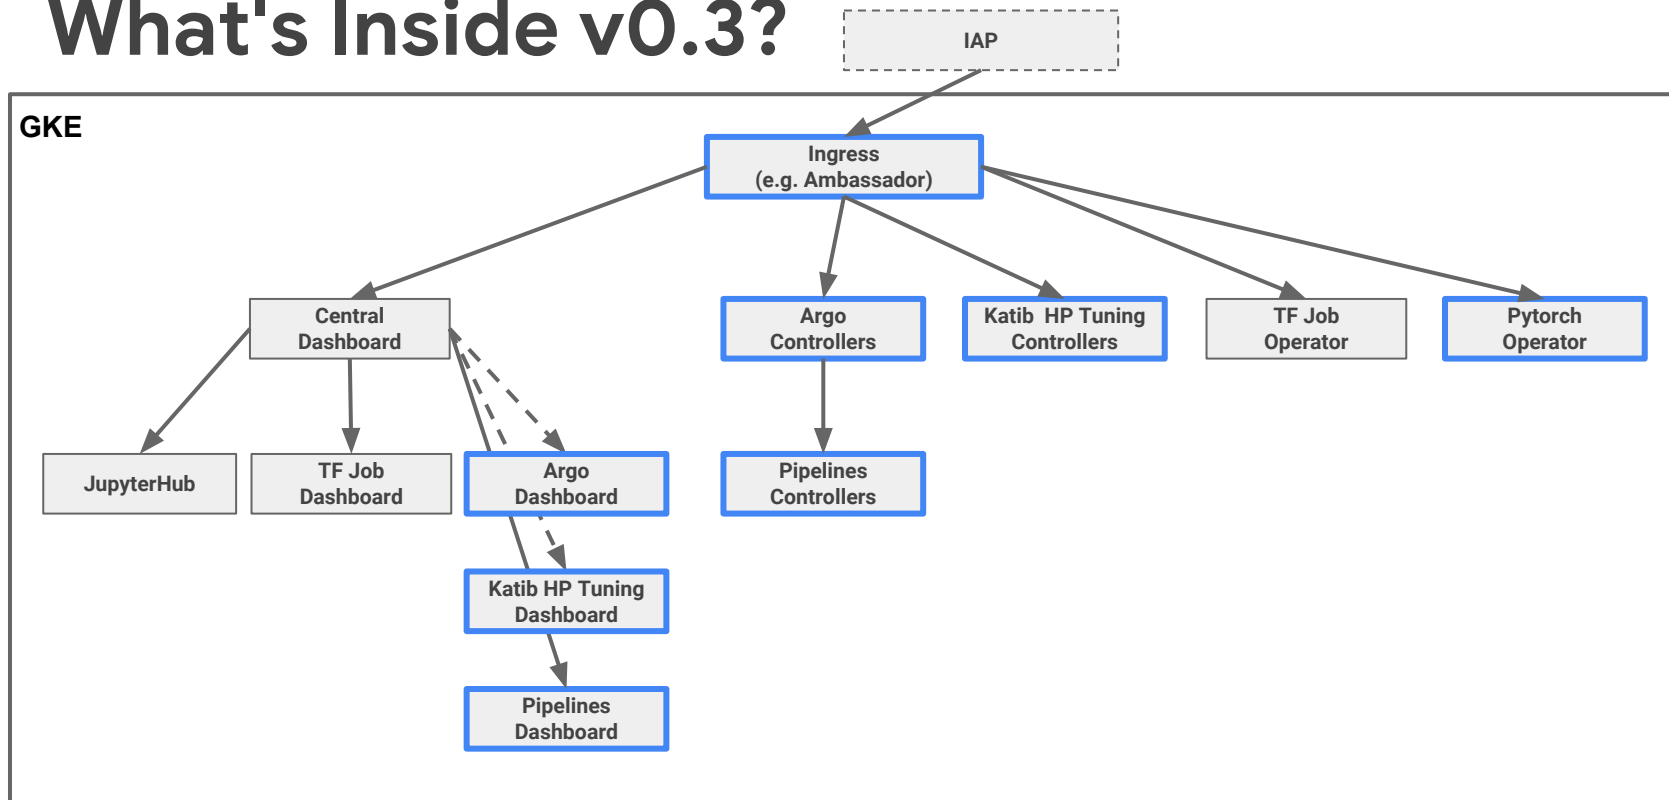 What's Inside v0.3?
IAP
GKE
Ingress
(e.g. Ambassador)
Central
Dashboard
Argo
Controllers
Katib HP Tuning
Controllers
TF Job
Operator
Pytorch
Operator
JupyterHub
TF Job
Dashboard
Argo
Dashboard
Pipelines
Controllers
Katib HP Tuning
Dashboard
Pipelines
Dashboard